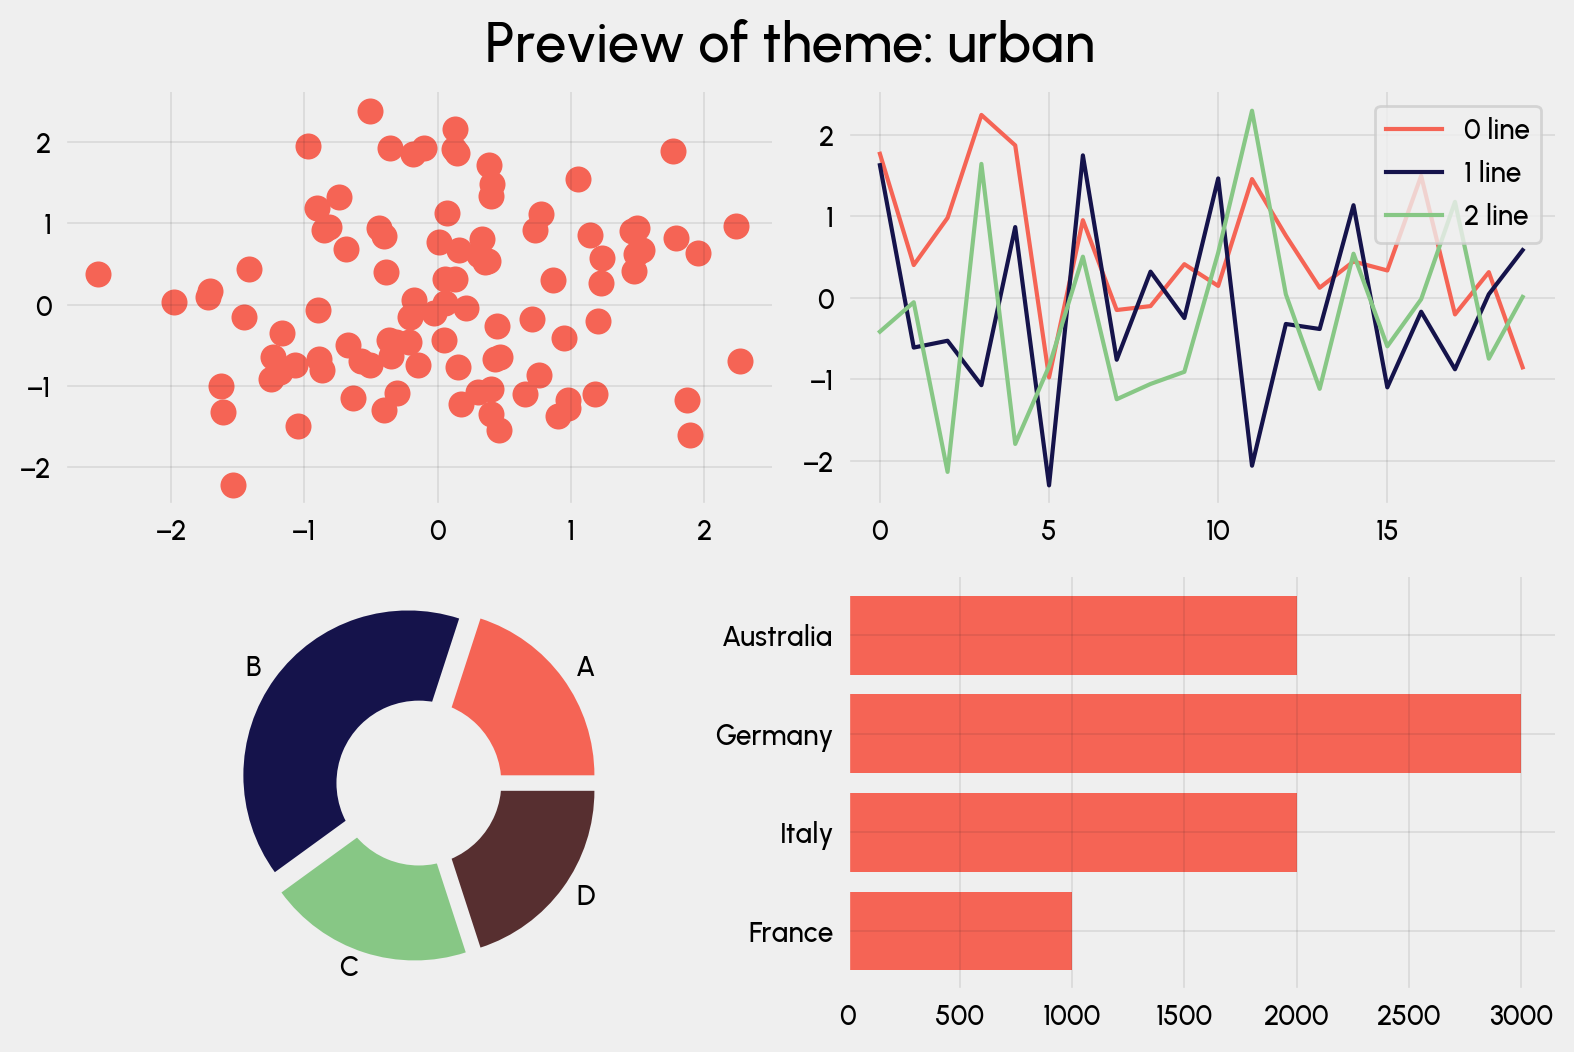 Preview of theme: urban
2
1
0
−1
−2
−2 −1 0 1 2
2
1
0
−1
−2
0 5 10 15
0 line
1 line
2 line
A
B
C
D
Australia
Germany
Italy
France
0 500 1000 1500 2000 2500 3000